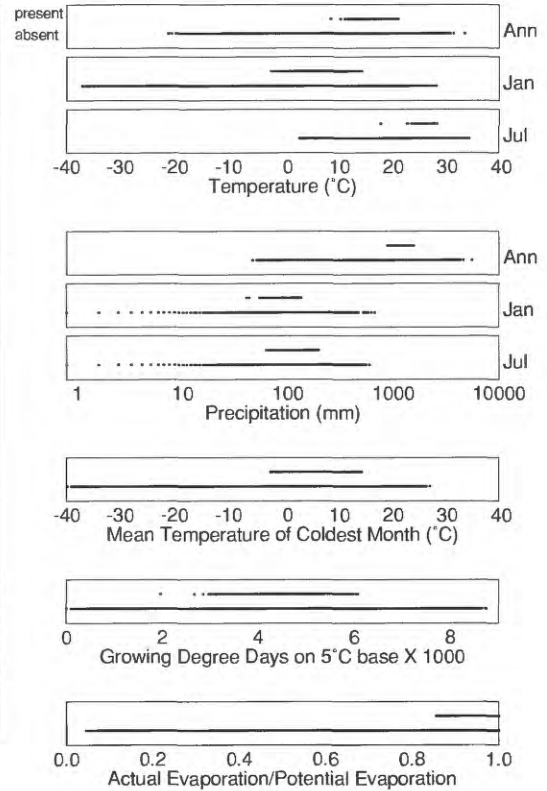 present
absent
Ann
Jan
Jul
-40 -30 -20 -10 0 10 20 30 40
Temperature (˚C)
Ann
Jan
Jul
1 10 100 1000 10000
Precipitation (mm)
-40 -30 -20 -10 0 10 20 30 40
Mean Temperature of Coldest Month (˚C)
0 2 4 6 8
Growing Degree Days on 5˚C base X 1000
0.0 0.2 0.4 0.6 0.8 1.0
Actual Evaporation/Potential Evaporation